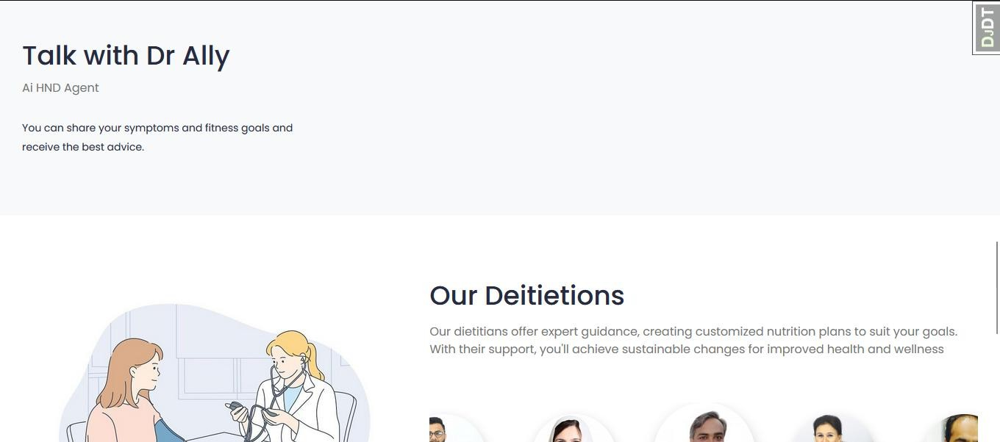 DJDT
Talk with Dr Ally
Ai HND Agent
You can share your symptoms and fitness goals and
receive the best advice.
Our Deitietions
Our dietitians offer expert guidance, creating customized nutrition plans to suit your goals.
With their support, you'll achieve sustainable changes for improved health and wellness